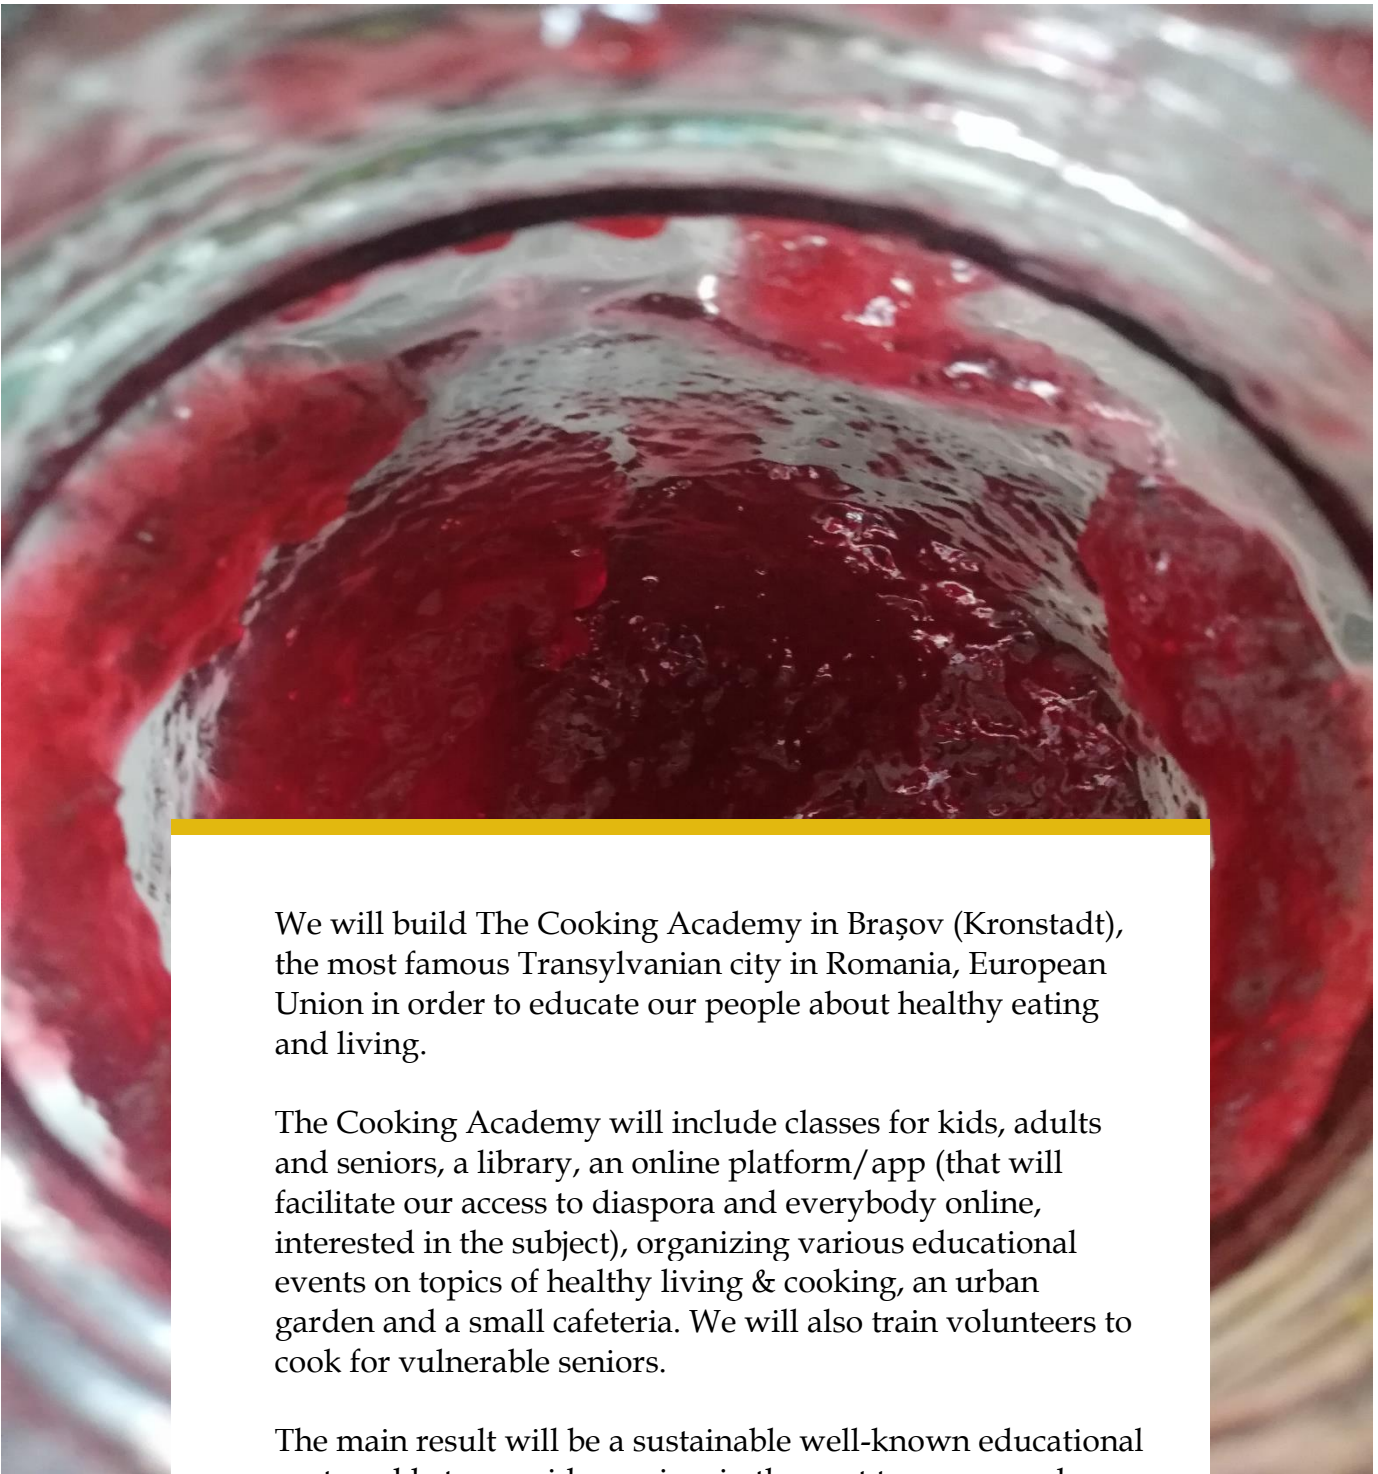 We will build The Cooking Academy in Brașov (Kronstadt),
the most famous Transylvanian city in Romania, European
Union in order to educate our people about healthy eating
and living.
The Cooking Academy will include classes for kids, adults
and seniors, a library, an online platform/app (that will
facilitate our access to diaspora and everybody online,
interested in the subject), organizing various educational
events on topics of healthy living & cooking, an urban
garden and a small cafeteria. We will also train volunteers to
cook for vulnerable seniors.
The main result will be a sustainable well-known educational